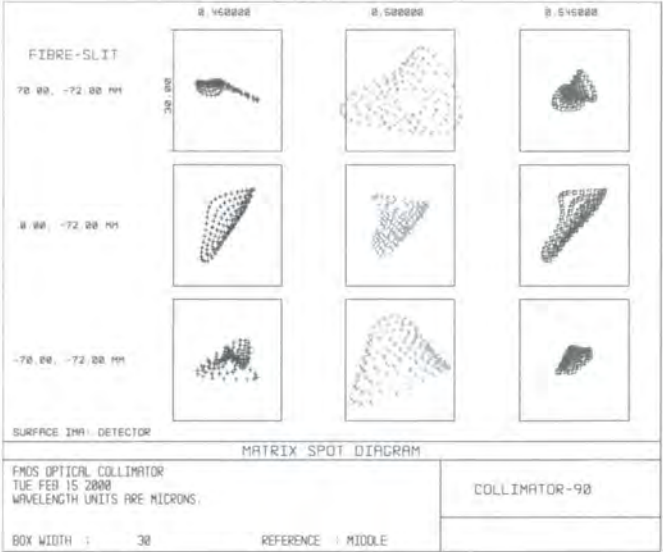 0.460000 0.500000 0.545000
FIBRE-SLIT
70.00, -72.00 MM
30.00
0.00, -72.00 MM
-70.00, -72.00 MM
SURFACE IMA: DETECTOR
MATRIX SPOT DIAGRAM
FMOS OPTICAL COLLIMATOR
TUE FEB 15 2000
WAVELENGTH UNITS ARE MICRONS.
COLLIMATOR-90
BOX WIDTH : 30 REFERENCE : MIDDLE